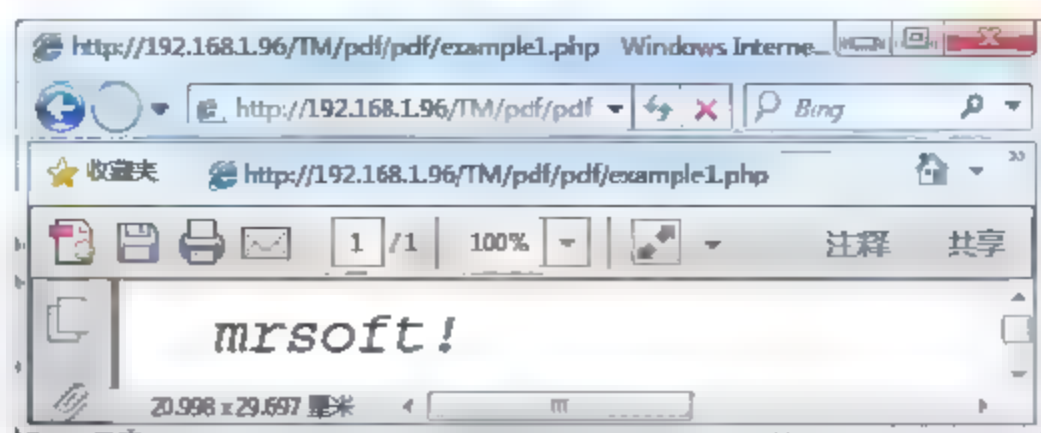 http://192.168.1.96/TM/pdf/pdf/example1.php Windows Interne...
http://192.168.1.96/TM/pdf/pdf Bing
收藏夹 http://192.168.1.96/TM/pdf/pdf/example1.php
1 /1 100% 注释 共享
mrsoft!
20.998 x 29.697 厘米